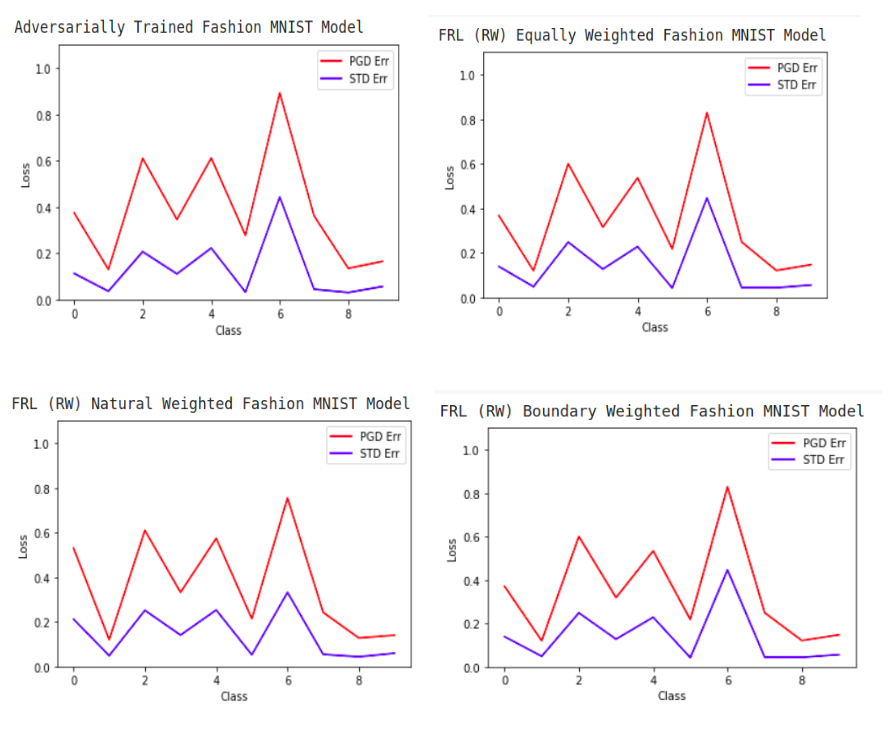 Adversarially Trained Fashion MNIST Model
PGD Err
STD Err
1.0
0.8
0.6
0.4
0.2
0.0
Loss
0 2 4 6 8
Class
FRL (RW) Equally Weighted Fashion MNIST Model
PGD Err
STD Err
1.0
0.8
0.6
0.4
0.2
0.0
Loss
0 2 4 6 8
Class
FRL (RW) Natural Weighted Fashion MNIST Model
PGD Err
STD Err
1.0
0.8
0.6
0.4
0.2
0.0
Loss
0 2 4 6 8
Class
FRL (RW) Boundary Weighted Fashion MNIST Model
PGD Err
STD Err
1.0
0.8
0.6
0.4
0.2
0.0
Loss
0 2 4 6 8
Class